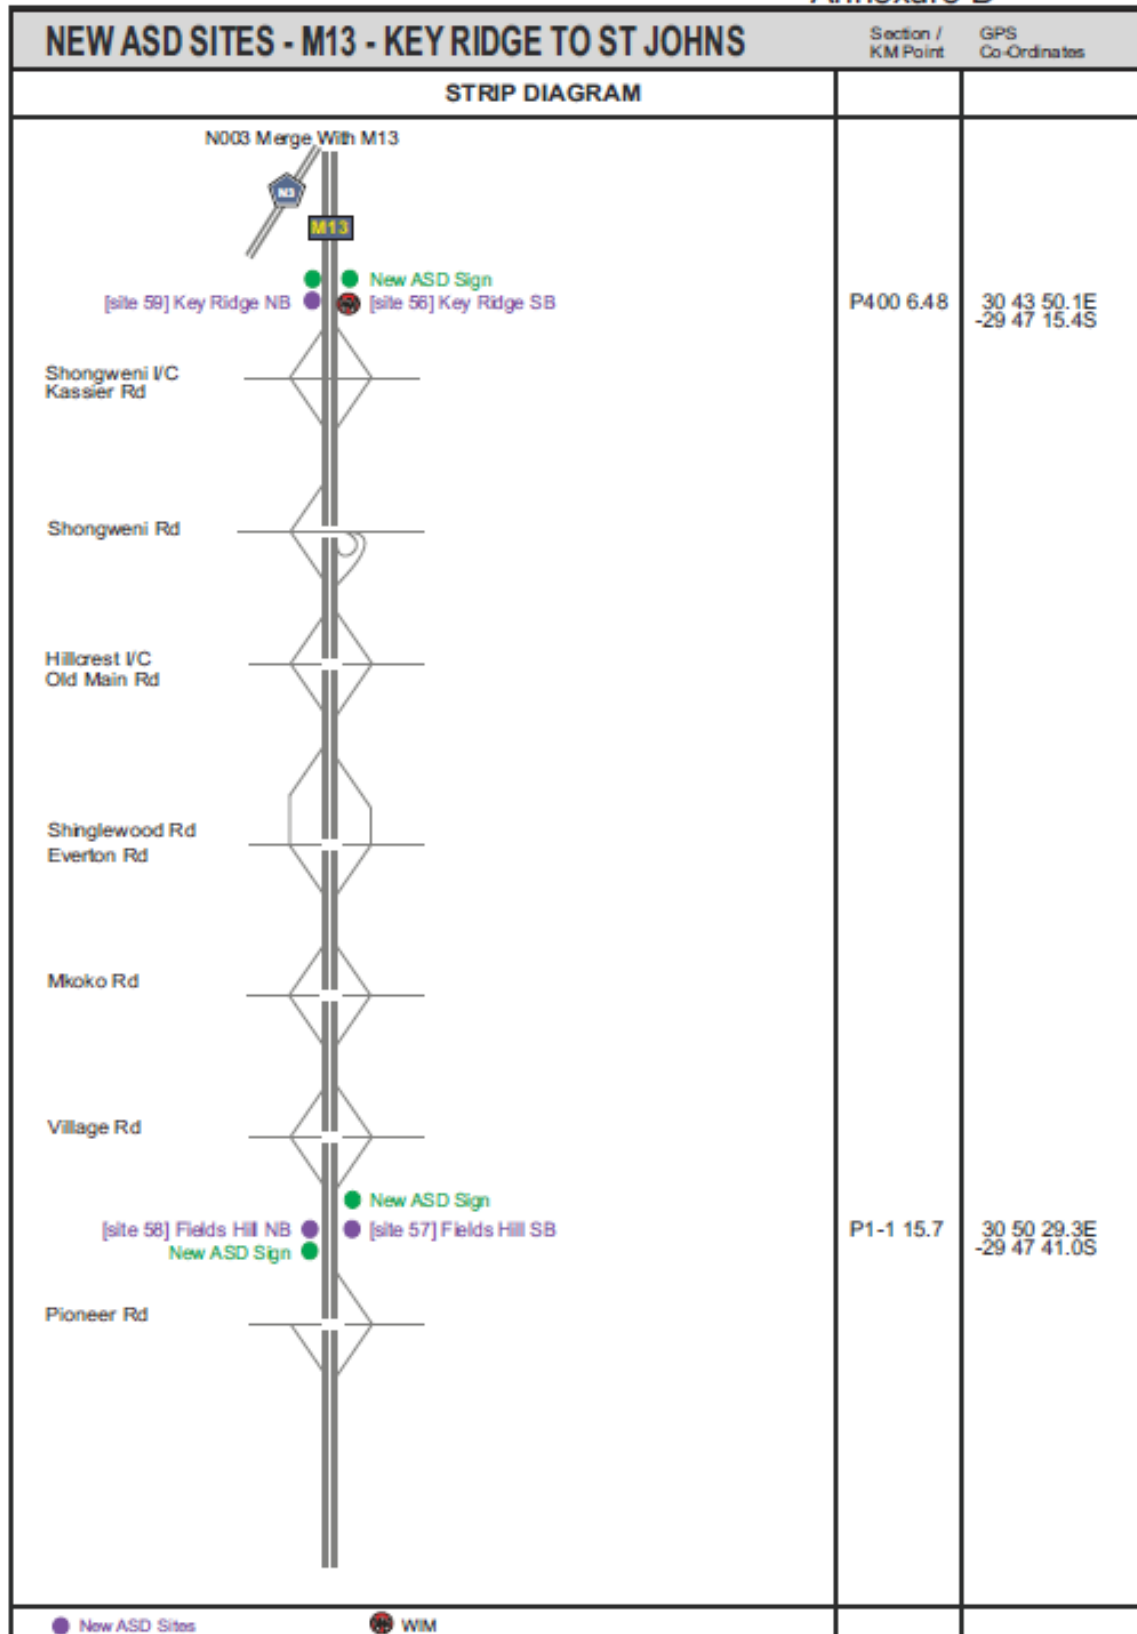 NEW ASD SITES - M13 - KEY RIDGE TO ST JOHNS
Section /
KM Point
GPS
Co-Ordinates
STRIP DIAGRAM
N003 Merge With M13
N3
M13
New ASD Sign
[site 59] Key Ridge NB
[site 56] Key Ridge SB
P400 6.48
30 43 50.1E
-29 47 15.4S
Shongweni I/C
Kassier Rd
Shongweni Rd
Hillcrest I/C
Old Main Rd
Shinglewood Rd
Everton Rd
Mkoko Rd
Village Rd
New ASD Sign
[site 58] Fields Hill NB
[site 57] Fields Hill SB
P1-1 15.7
30 50 29.3E
-29 47 41.0S
New ASD Sign
Pioneer Rd
New ASD Sites
WIM